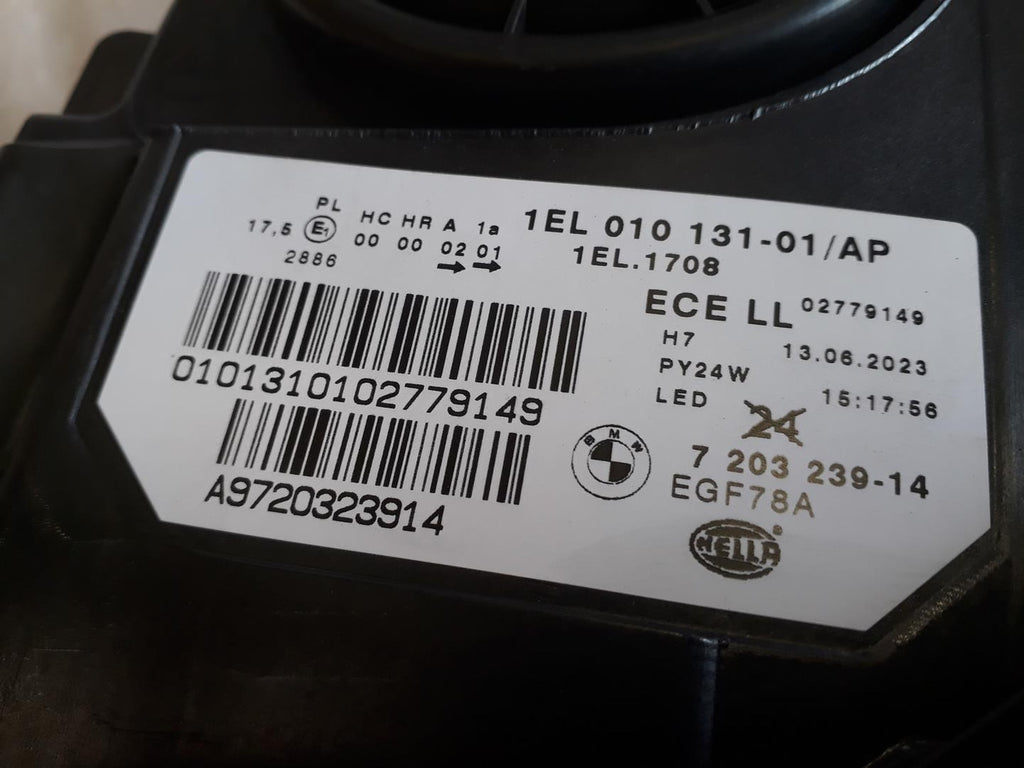 PL HC HR A 1a
17,5 E1 00 00 02 01
2886
1EL 010 131-01/AP
1EL.1708
ECE LL 02779149
H7 13.06.2023
PY24W 15:17:56
LED
24
0101310102779149
BMW 7 203 239-14
EGF78A
A9720323914
HELLA®